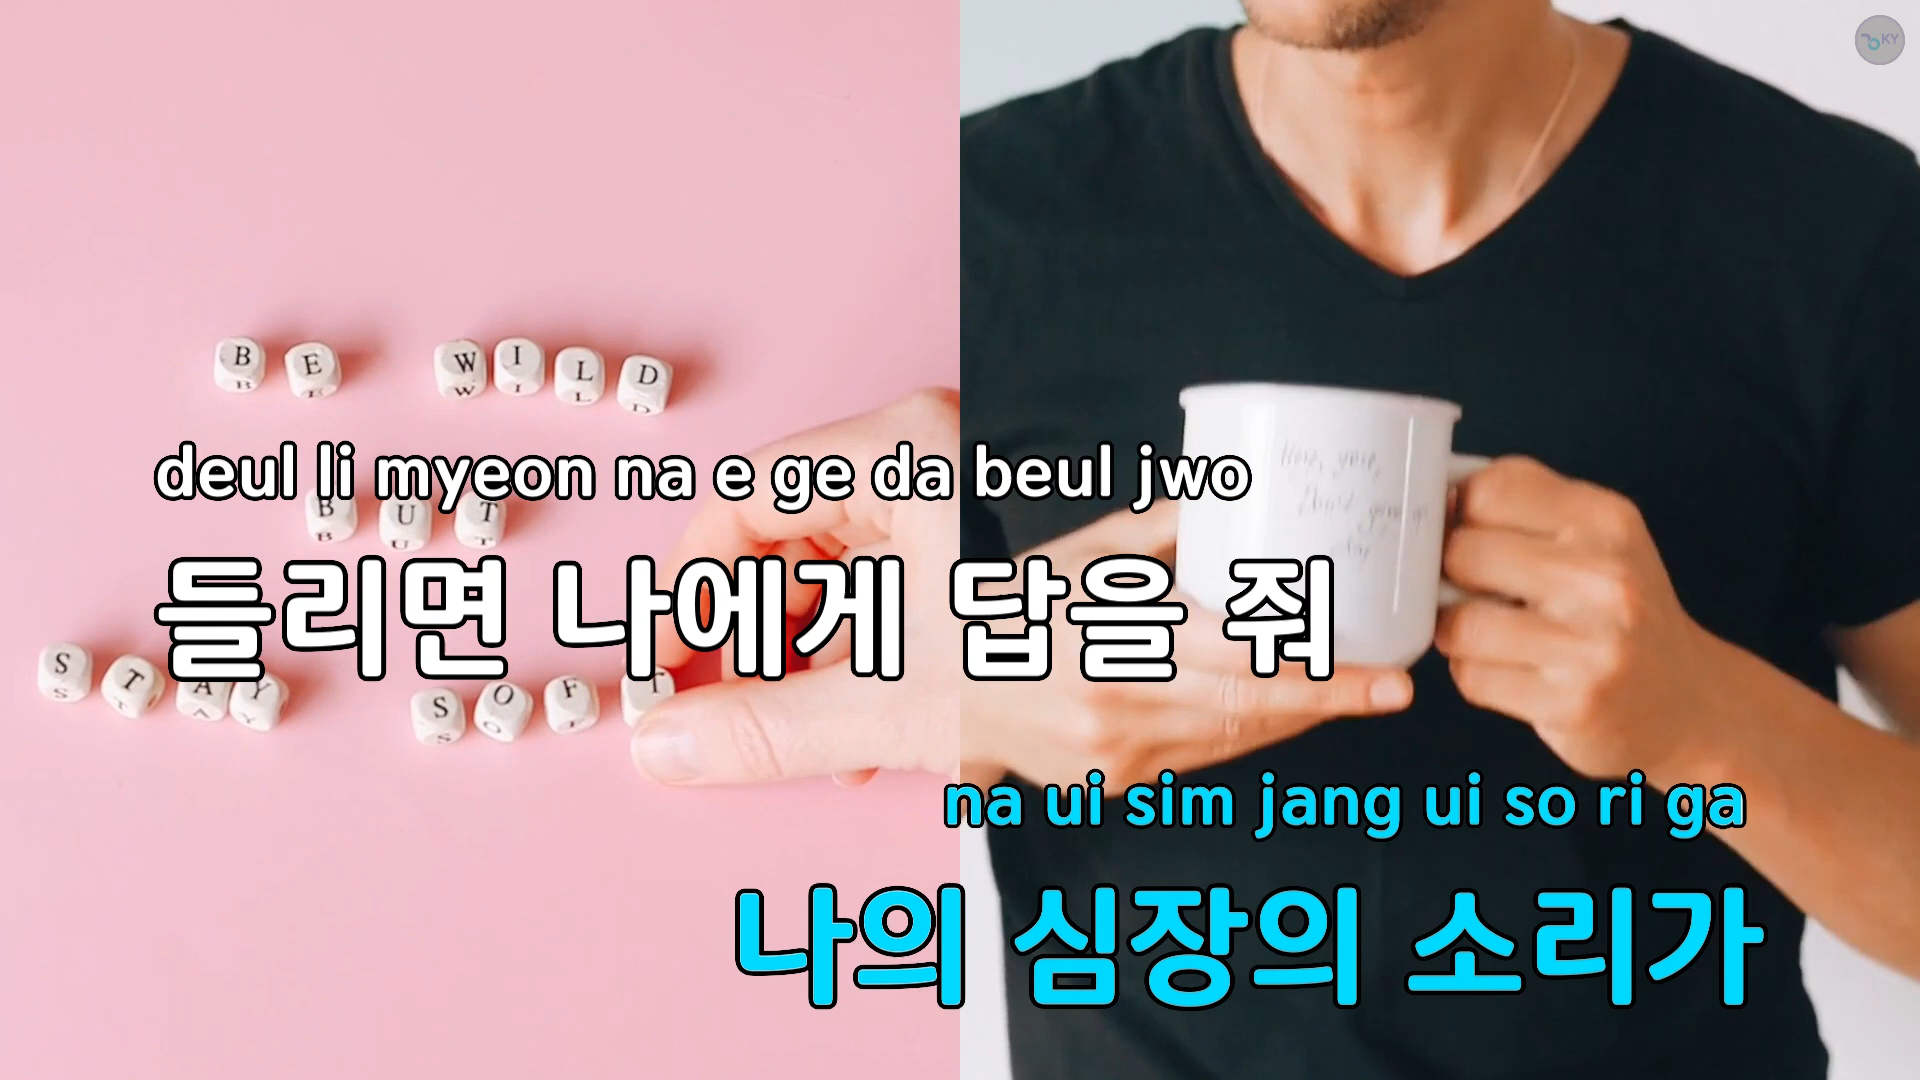 KY
BE WILD
deul li myeon na e ge da beul jwo
BUT
들리면 나에게 답을 줘
STAY SOFT
na ui sim jang ui so ri ga
나의 심장의 소리가